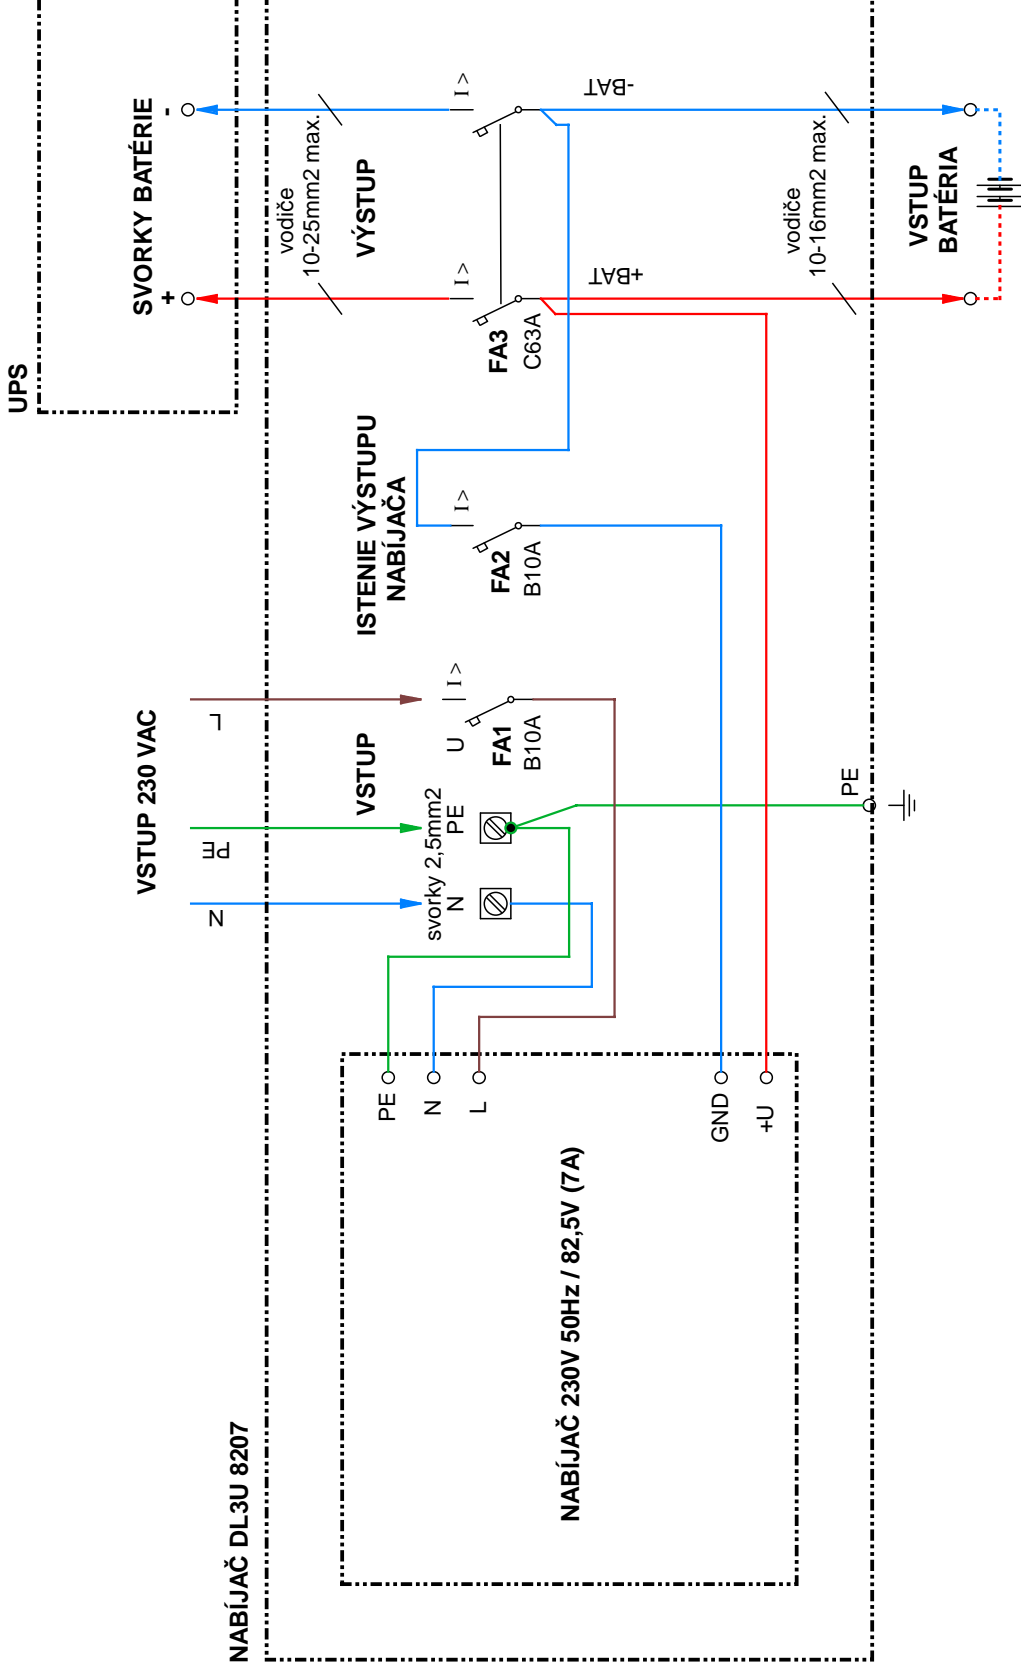 UPS
SVORKY BATÉRIE
+
-
vodiče
10-25mm2 max.
VÝSTUP
I >
I >
FA3
C63A
+BAT
-BAT
vodiče
10-16mm2 max.
VSTUP
BATÉRIA
ISTENIE VÝSTUPU
NABÍJAČA
I >
FA2
B10A
VSTUP 230 VAC
L
PE
N
VSTUP
svorky 2,5mm2
N
PE
U
I >
FA1
B10A
PE
NABÍJAČ DL3U 8207
PE
N
L
GND
+U
NABÍJAČ 230V 50Hz / 82,5V (7A)